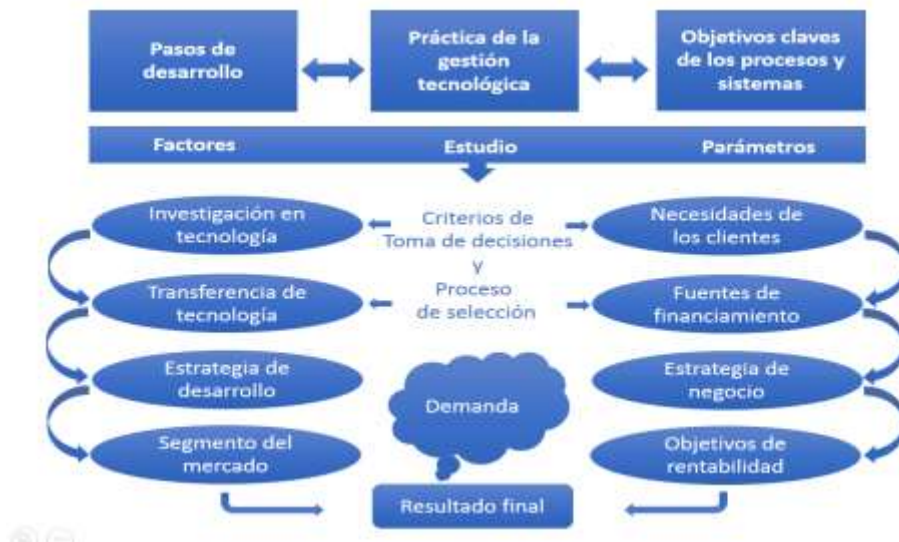 Pasos de
desarrollo
Práctica de la
gestión
tecnológica
Objetivos claves
de los procesos y
sistemas
Factores
Estudio
Parámetros
Investigación en
tecnología
Criterios de
Toma de decisiones
y
Proceso
de selección
Necesidades de
los clientes
Transferencia de
tecnología
Fuentes de
financiamiento
Estrategia de
desarrollo
Demanda
Estrategia de
negocio
Segmento del
mercado
Objetivos de
rentabilidad
Resultado final